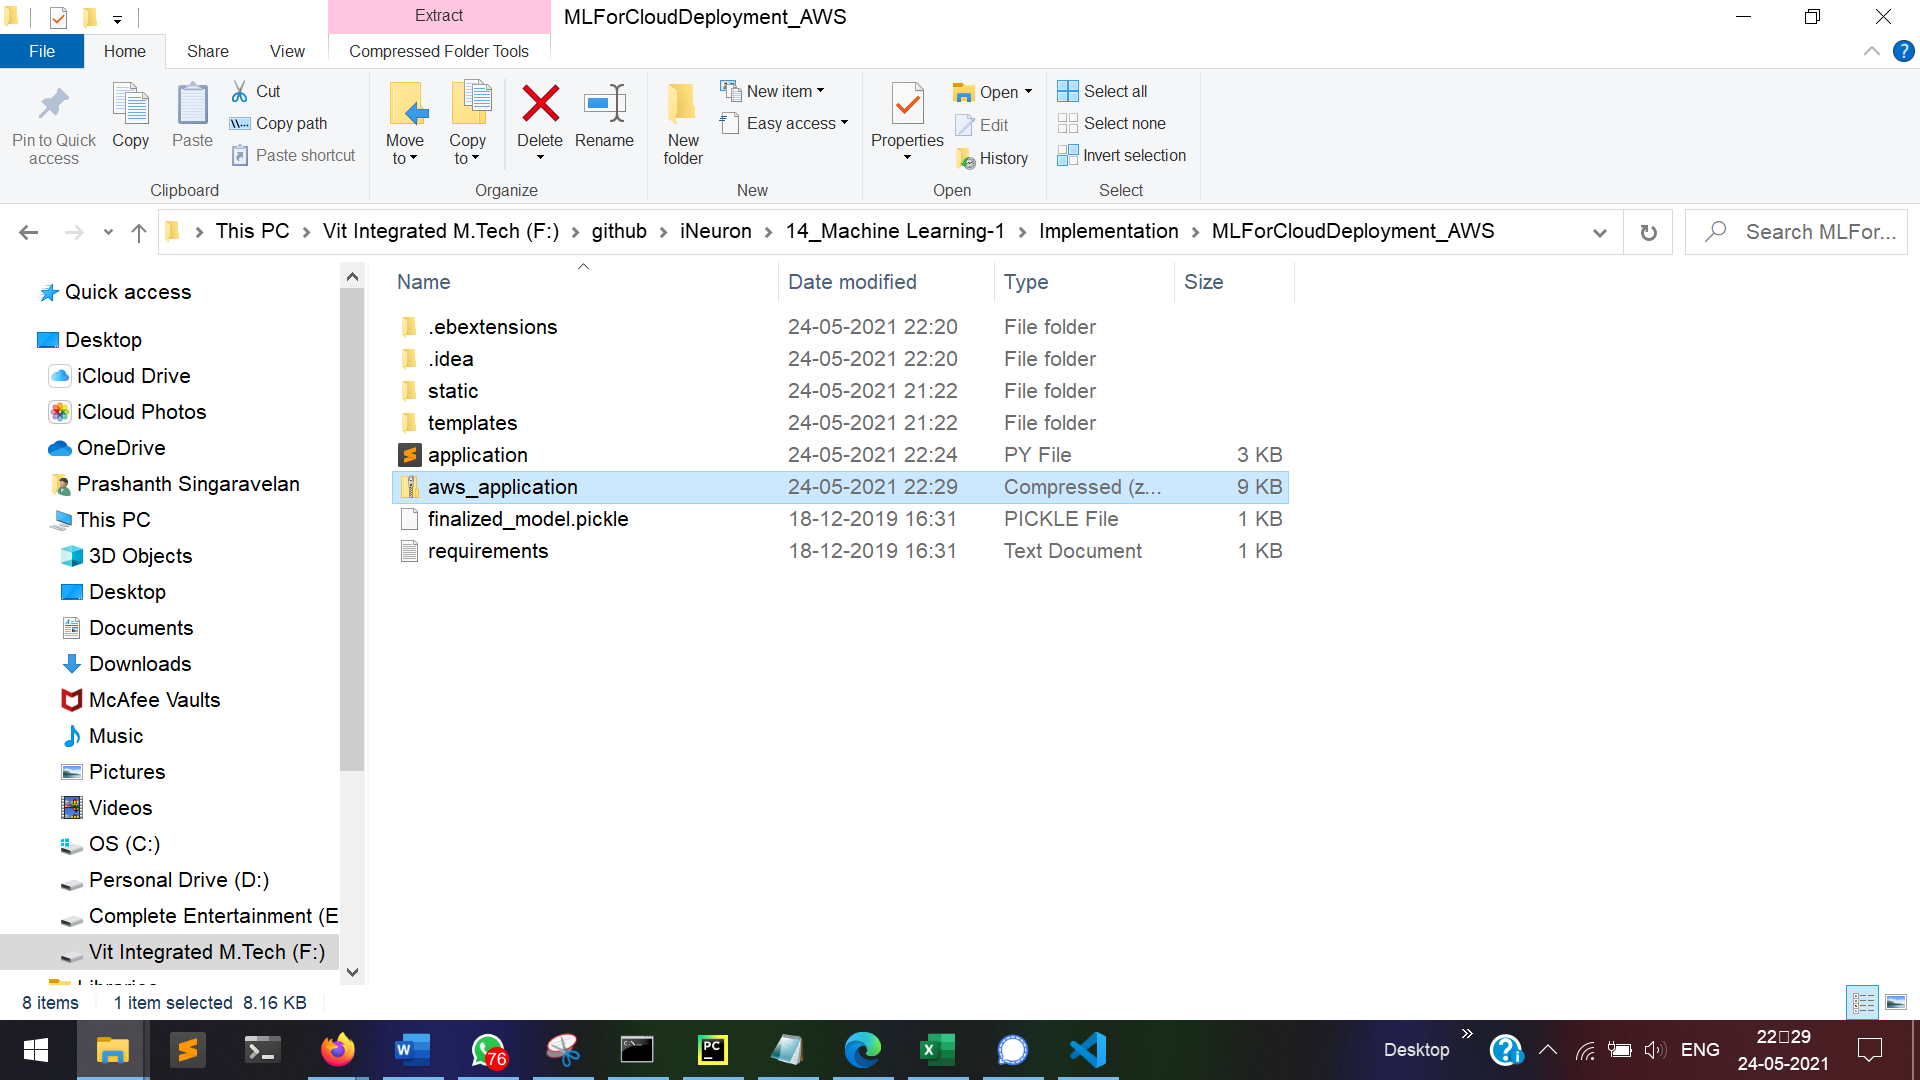 Extract
MLForCloudDeployment_AWS
File
Home
Share
View
Compressed Folder Tools
Pin to Quick access
Copy
Paste
Cut
Copy path
Paste shortcut
Clipboard
Move to
Copy to
Delete
Rename
Organize
New folder
New item
Easy access
New
Properties
Open
Edit
History
Open
Select all
Select none
Invert selection
Select
This PC
Vit Integrated M.Tech (F:)
github
iNeuron
14_Machine Learning-1
Implementation
MLForCloudDeployment_AWS
Search MLFor...
Quick access
Desktop
iCloud Drive
iCloud Photos
OneDrive
Prashanth Singaravelan
This PC
3D Objects
Desktop
Documents
Downloads
McAfee Vaults
Music
Pictures
Videos
OS (C:)
Personal Drive (D:)
Complete Entertainment (E
Vit Integrated M.Tech (F:)
Name Date modified Type Size
.ebextensions 24-05-2021 22:20 File folder
.idea 24-05-2021 22:20 File folder
static 24-05-2021 21:22 File folder
templates 24-05-2021 21:22 File folder
application 24-05-2021 22:24 PY File 3 KB
aws_application 24-05-2021 22:29 Compressed (z... 9 KB
finalized_model.pickle 18-12-2019 16:31 PICKLE File 1 KB
requirements 18-12-2019 16:31 Text Document 1 KB
8 items 1 item selected 8.16 KB
76
Desktop
ENG
22▯29
24-05-2021